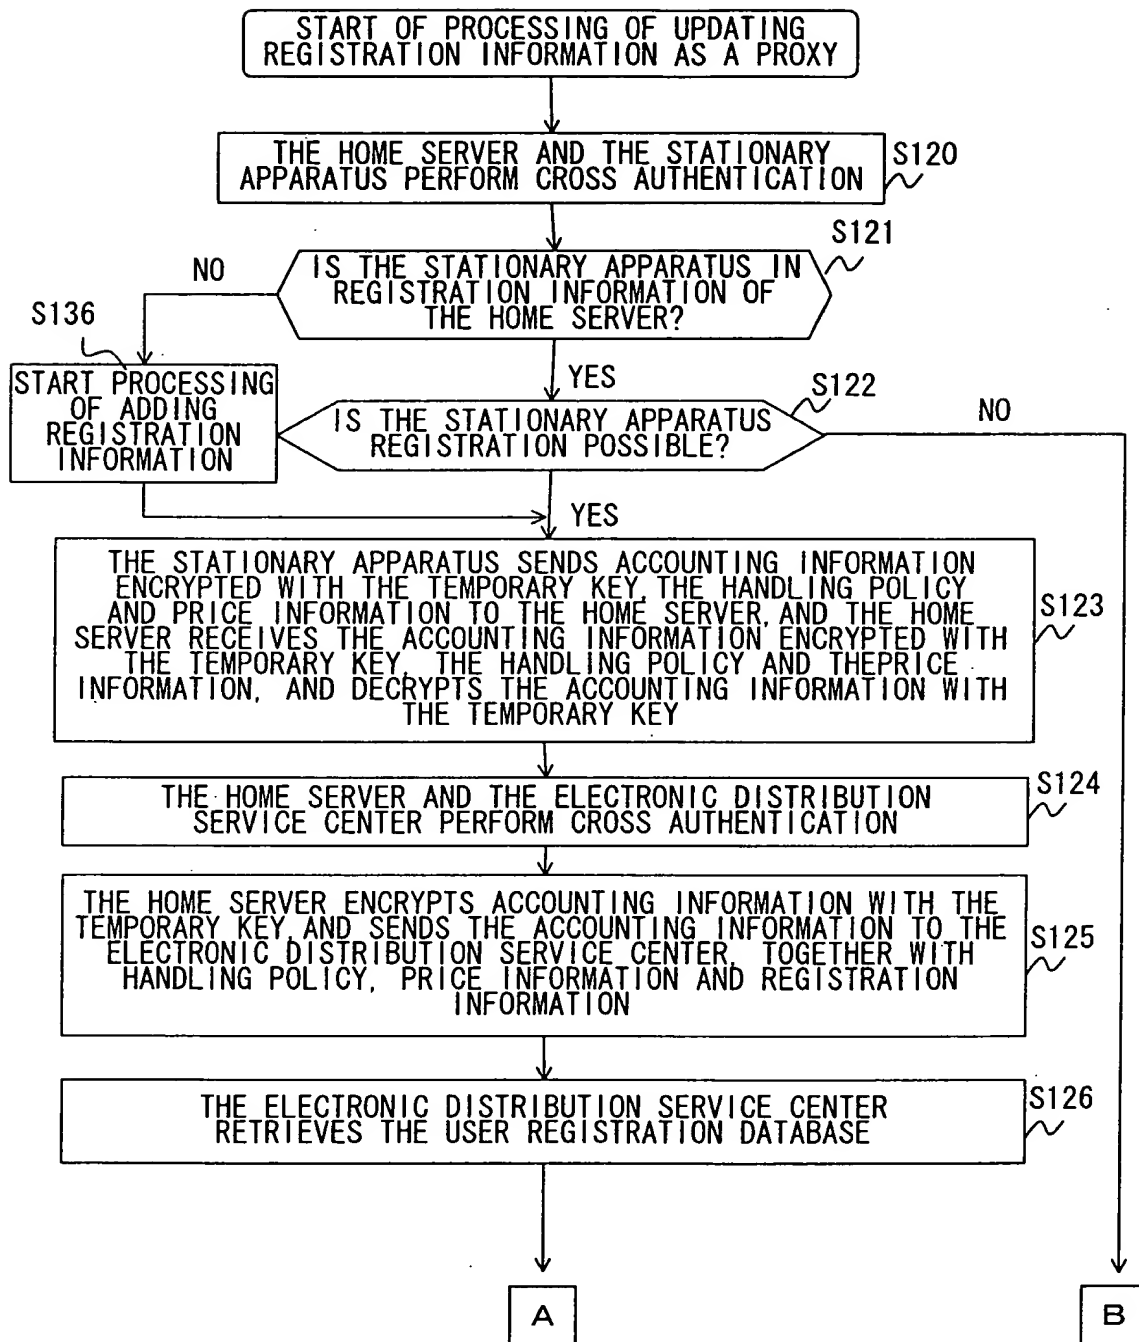 START OF PROCESSING OF UPDATING
REGISTRATION INFORMATION AS A PROXY
THE HOME SERVER AND THE STATIONARY
APPARATUS PERFORM CROSS AUTHENTICATION
S120
S121
IS THE STATIONARY APPARATUS IN
REGISTRATION INFORMATION OF
THE HOME SERVER?
NO
S136
START PROCESSING
OF ADDING
REGISTRATION
INFORMATION
YES
S122
IS THE STATIONARY APPARATUS
REGISTRATION POSSIBLE?
NO
YES
THE STATIONARY APPARATUS SENDS ACCOUNTING INFORMATION
ENCRYPTED WITH THE TEMPORARY KEY, THE HANDLING POLICY
AND PRICE INFORMATION TO THE HOME SERVER, AND THE HOME
SERVER RECEIVES THE ACCOUNTING INFORMATION ENCRYPTED WITH
THE TEMPORARY KEY, THE HANDLING POLICY AND THEPRICE
INFORMATION, AND DECRYPTS THE ACCOUNTING INFORMATION WITH
THE TEMPORARY KEY
S123
THE HOME SERVER AND THE ELECTRONIC DISTRIBUTION
SERVICE CENTER PERFORM CROSS AUTHENTICATION
S124
THE HOME SERVER ENCRYPTS ACCOUNTING INFORMATION WITH THE
TEMPORARY KEY, AND SENDS THE ACCOUNTING INFORMATION TO THE
ELECTRONIC DISTRIBUTION SERVICE CENTER, TOGETHER WITH
HANDLING POLICY, PRICE INFORMATION AND REGISTRATION
INFORMATION
S125
THE ELECTRONIC DISTRIBUTION SERVICE CENTER
RETRIEVES THE USER REGISTRATION DATABASE
S126
A
B